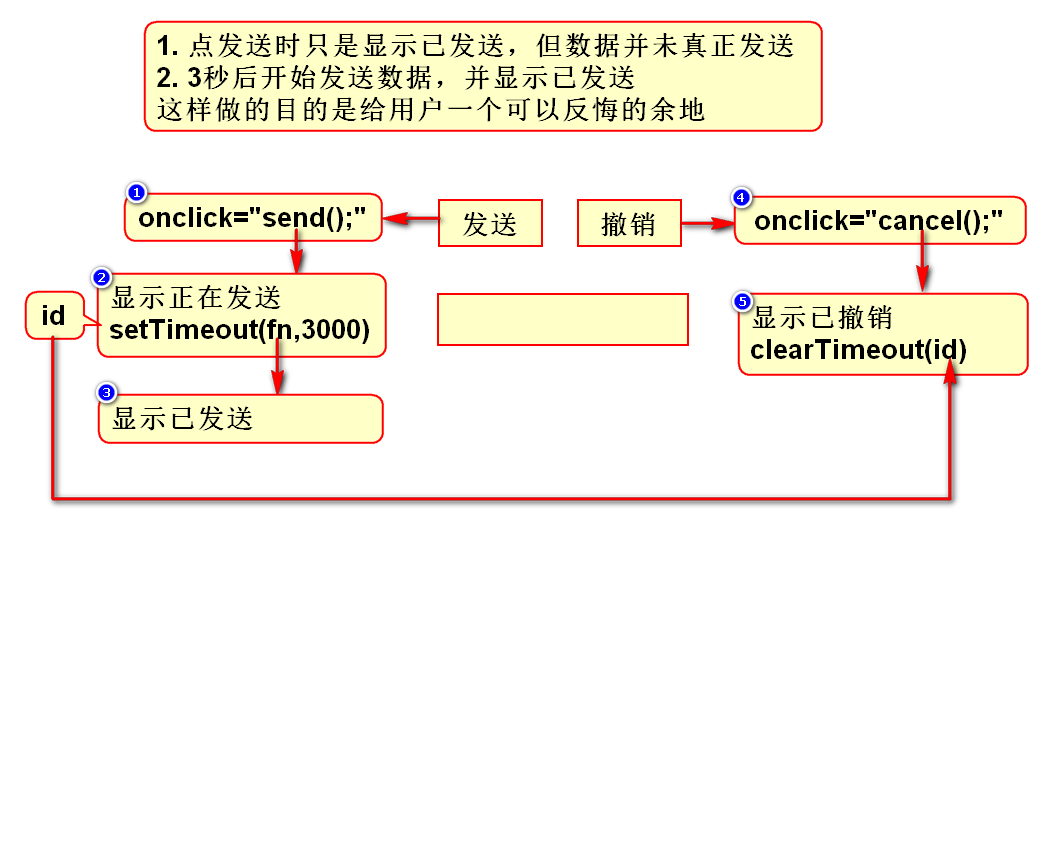 1. 点发送时只是显示已发送，但数据并未真正发送
2. 3秒后开始发送数据，并显示已发送
这样做的目的是给用户一个可以反悔的余地
1
onclick="send();"
发送
撤销
4
onclick="cancel();"
2
显示正在发送
setTimeout(fn,3000)
id
5
显示已撤销
clearTimeout(id)
3
显示已发送